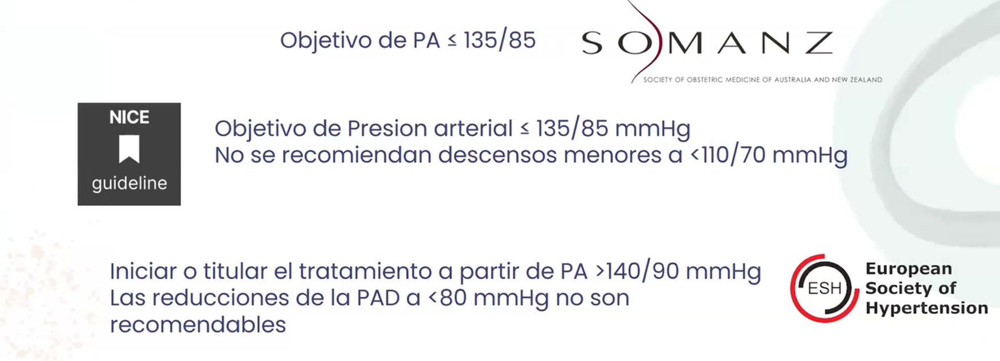 Objetivo de PA ≤ 135/85
SOMANZ
SOCIETY OF OBSTETRIC MEDICINE OF AUSTRALIA AND NEW ZEALAND
NICE
guideline
Objetivo de Presion arterial ≤ 135/85 mmHg
No se recomiendan descensos menores a <110/70 mmHg
Iniciar o titular el tratamiento a partir de PA >140/90 mmHg
Las reducciones de la PAD a <80 mmHg no son
recomendables
ESH
European
Society of
Hypertension